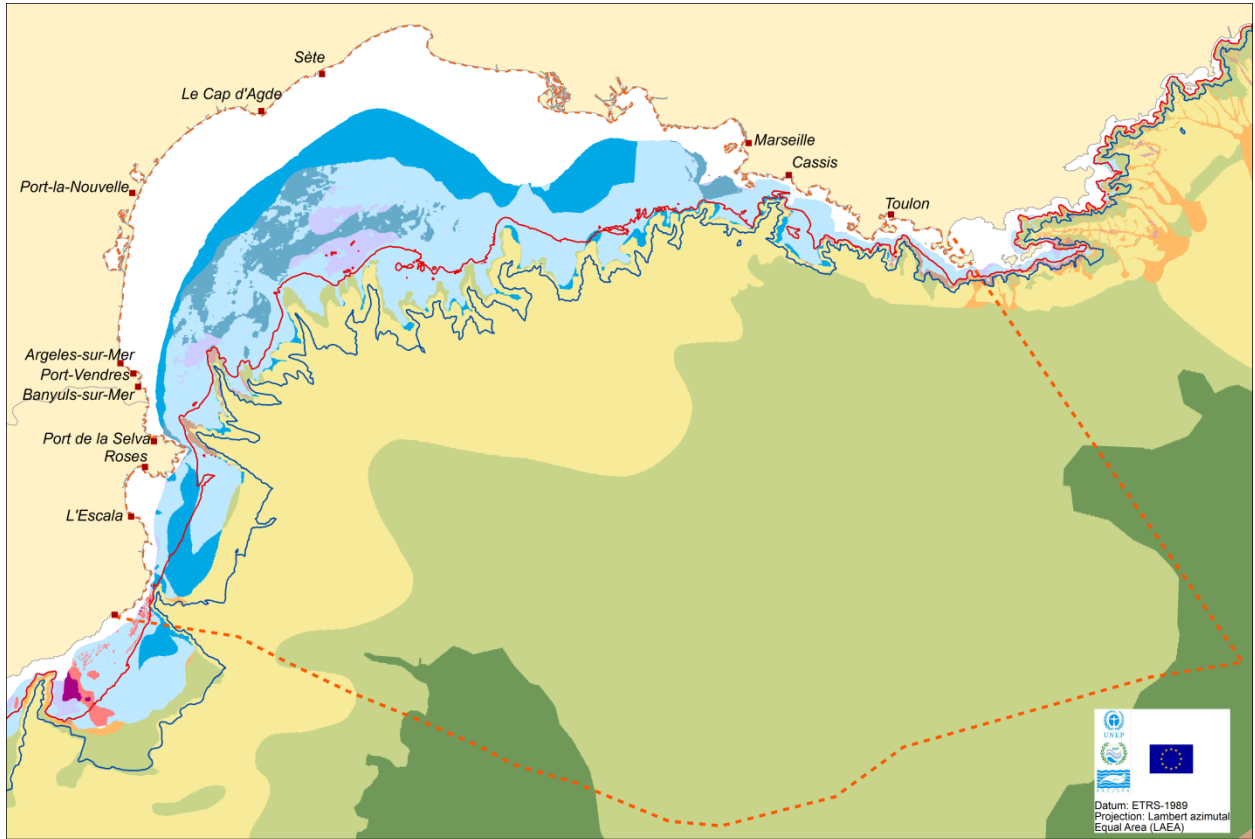 Sète
Le Cap d'Agde
Marseille
Cassis
Port-la-Nouvelle
Toulon
Argeles-sur-Mer
Port-Vendres
Banyuls-sur-Mer
Port de la Selva
Roses
L'Escala
UNEP
Datum: ETRS-1989
Projection: Lambert azimutal
Equal Area (LAEA)